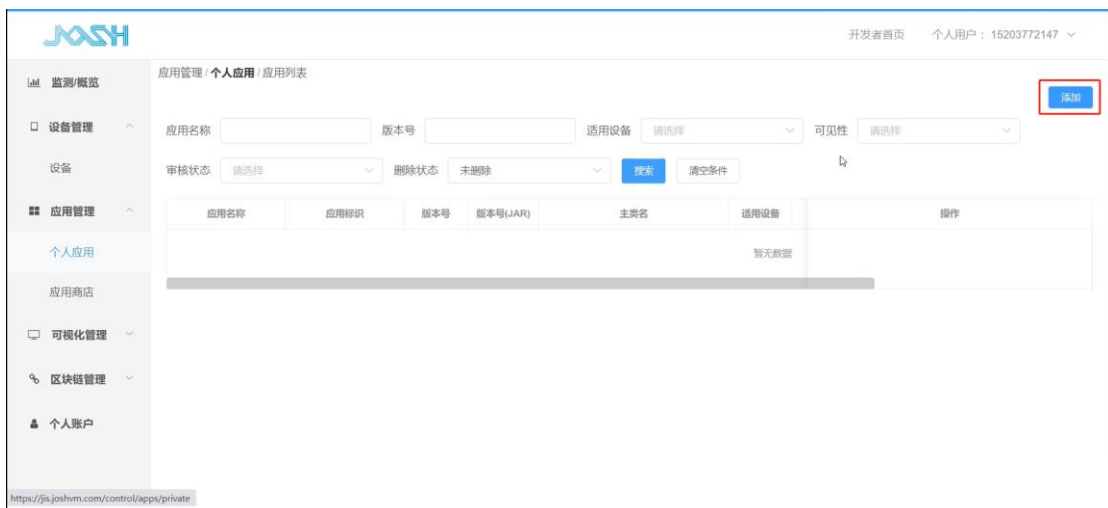 JOSH
开发者首页 个人用户： 15203772147
监测/概览
设备管理
设备
应用管理
个人应用
应用商店
可视化管理
区块链管理
个人账户
应用管理 / 个人应用 / 应用列表
添加
应用名称 版本号 适用设备 请选择 可见性 请选择
审核状态 请选择 删除状态 未删除 搜索 清空条件
应用名称 应用标识 版本号 版本号(JAR) 主类名 适用设备 操作
暂无数据
https://jis.joshvm.com/control/apps/private